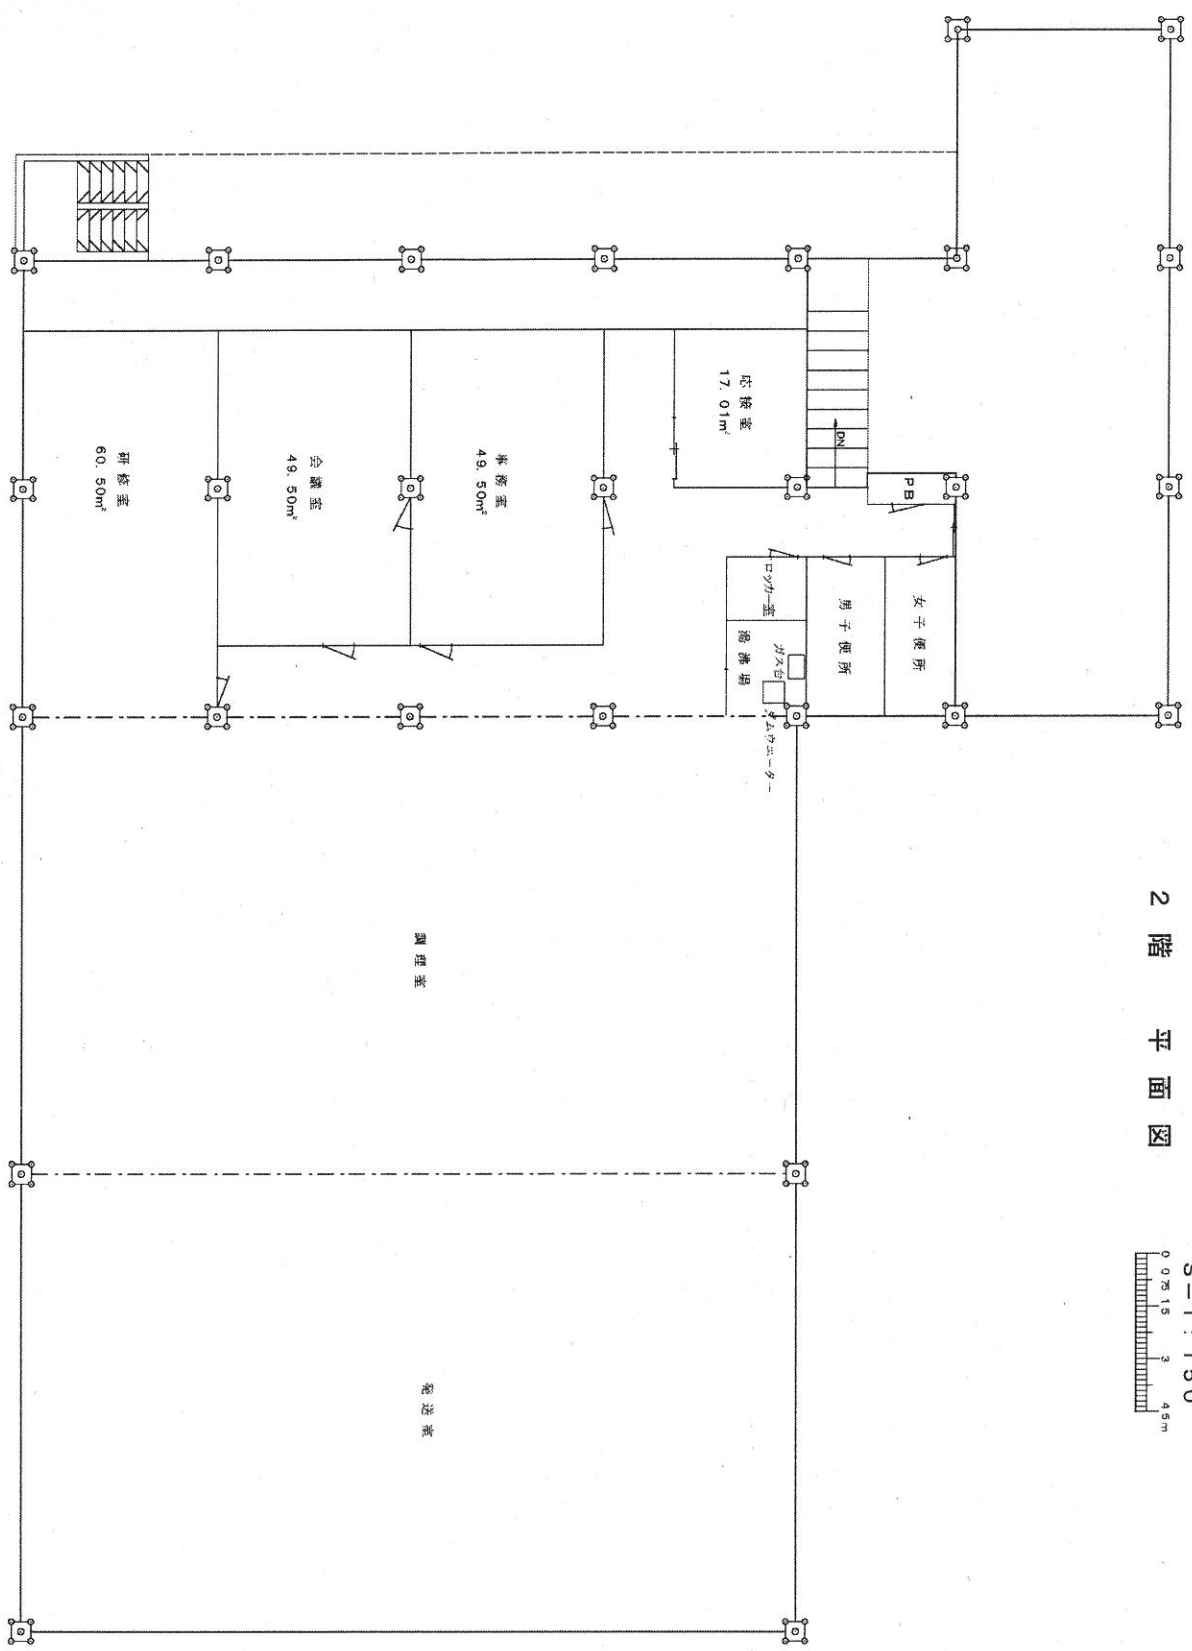 2階 平面図
S=1:150
0 0.75 1.5 3 4.5m
応接室
17.01m²
事務室
49.50m²
会議室
49.50m²
研修室
60.50m²
DN
PB
ロッカー室
湯沸場
ガス台
男子便所
女子便所
調理室
発送室